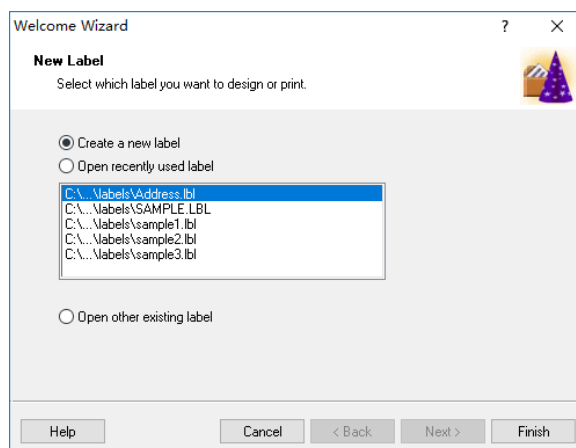 Welcome Wizard
?
New Label
Select which label you want to design or print.
Create a new label
Open recently used label
C:\...\labels\Address.lbl
C:\...\labels\SAMPLE.LBL
C:\...\labels\sample1.lbl
C:\...\labels\sample2.lbl
C:\...\labels\sample3.lbl
Open other existing label
Help Cancel < Back Next > Finish